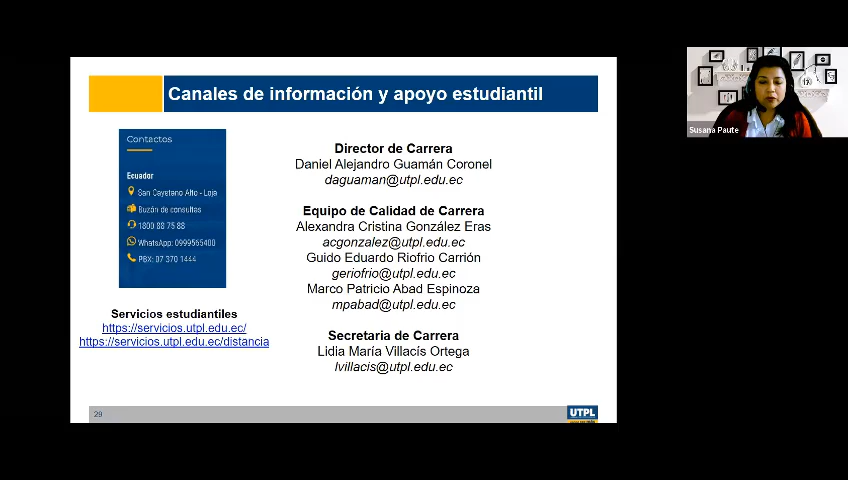 Canales de información y apoyo estudiantil
Contactos
Ecuador
San Cayetano Alto - Loja
Buzón de consultas
1800 88 75 88
WhatsApp: 0999565400
PBX: 07 370 1444
Servicios estudiantiles
https://servicios.utpl.edu.ec/
https://servicios.utpl.edu.ec/distancia
Director de Carrera
Daniel Alejandro Guamán Coronel
daguaman@utpl.edu.ec
Equipo de Calidad de Carrera
Alexandra Cristina González Eras
acgonzalez@utpl.edu.ec
Guido Eduardo Riofrio Carrión
geriofrio@utpl.edu.ec
Marco Patricio Abad Espinoza
mpabad@utpl.edu.ec
Secretaria de Carrera
Lidia María Villacís Ortega
lvillacis@utpl.edu.ec
29
UTPL
Susana Paute